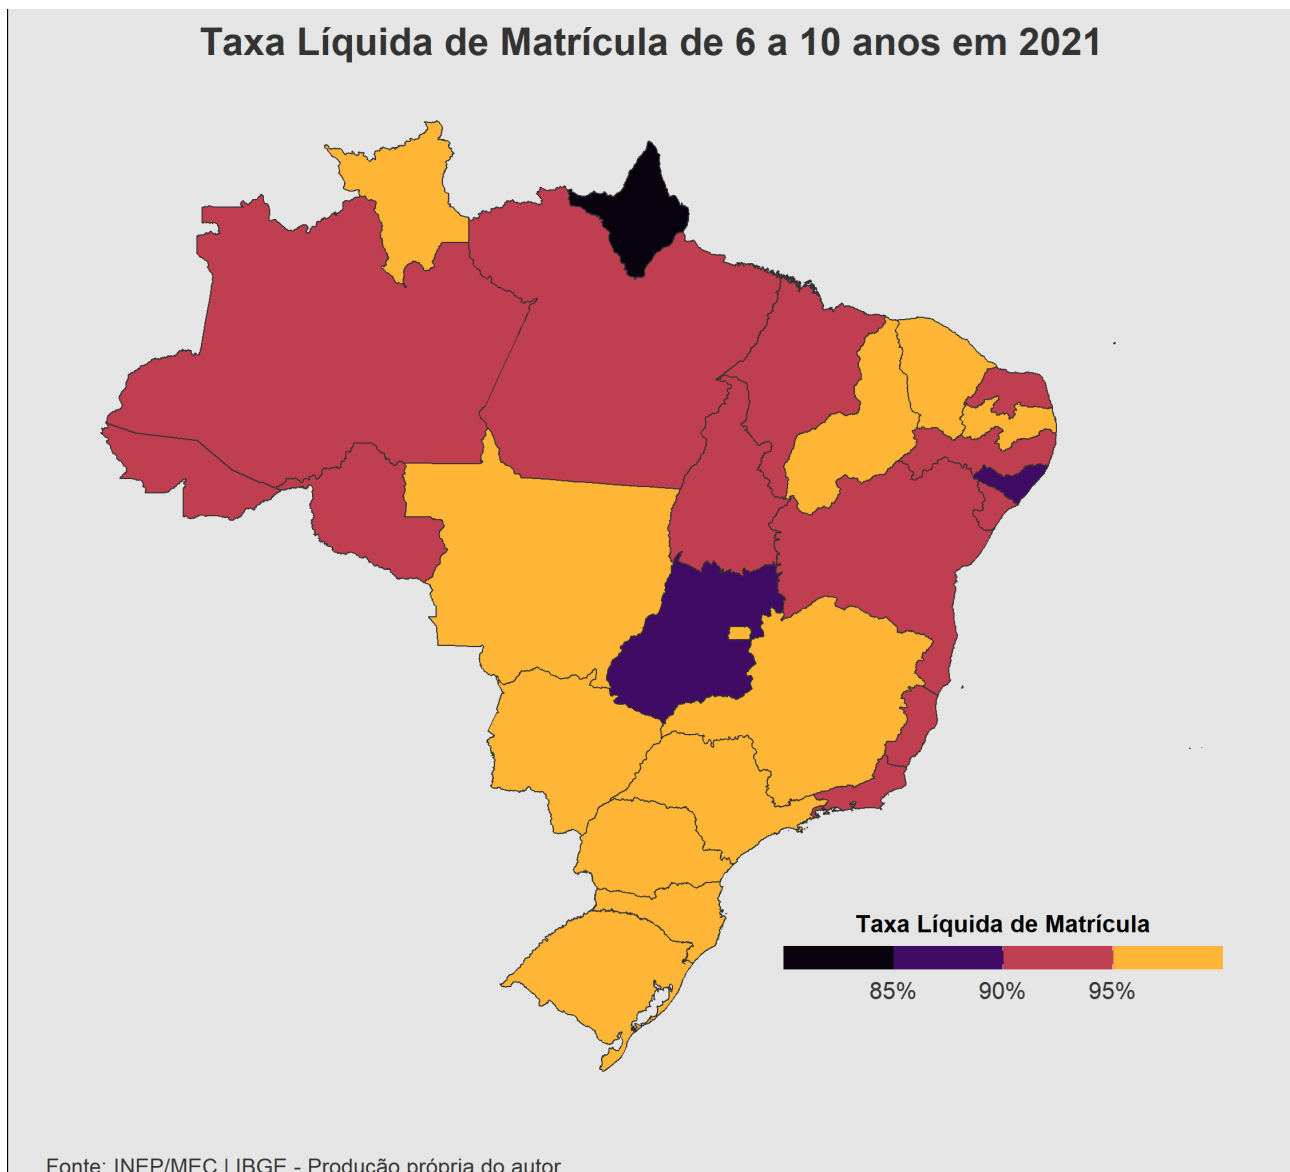 Taxa Líquida de Matrícula de 6 a 10 anos em 2021
Taxa Líquida de Matrícula
85% 90% 95%
Fonte: INEP/MEC | IBGE - Produção própria do autor